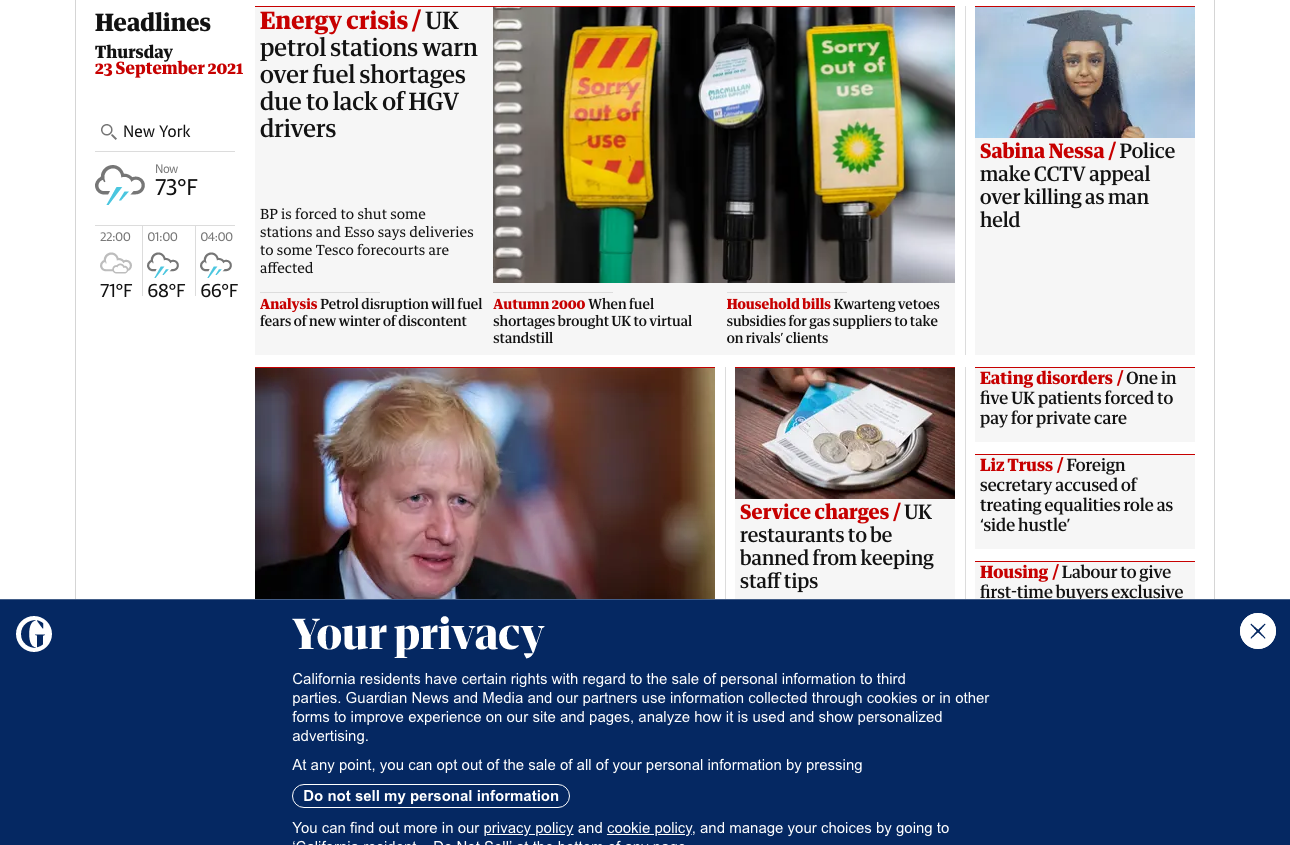 Headlines
Thursday
23 September 2021
New York
Now
73°F
22:00
01:00
04:00
71°F
68°F
66°F
Energy crisis / UK
petrol stations warn
over fuel shortages
due to lack of HGV
drivers
BP is forced to shut some
stations and Esso says deliveries
to some Tesco forecourts are
affected
Sorry
out of
use
MACMILLAN
Sorry
out of
use
Analysis Petrol disruption will fuel
fears of new winter of discontent
Autumn 2000 When fuel
shortages brought UK to virtual
standstill
Household bills Kwarteng vetoes
subsidies for gas suppliers to take
on rivals’ clients
Sabina Nessa / Police
make CCTV appeal
over killing as man
held
Service charges / UK
restaurants to be
banned from keeping
staff tips
Eating disorders / One in
five UK patients forced to
pay for private care
Liz Truss / Foreign
secretary accused of
treating equalities role as
‘side hustle’
Housing / Labour to give
first-time buyers exclusive
Your privacy
California residents have certain rights with regard to the sale of personal information to third
parties. Guardian News and Media and our partners use information collected through cookies or in other
forms to improve experience on our site and pages, analyze how it is used and show personalized
advertising.
At any point, you can opt out of the sale of all of your personal information by pressing
Do not sell my personal information
You can find out more in our privacy policy and cookie policy, and manage your choices by going to
‘California resident – Do Not Sell’ at the bottom of any page